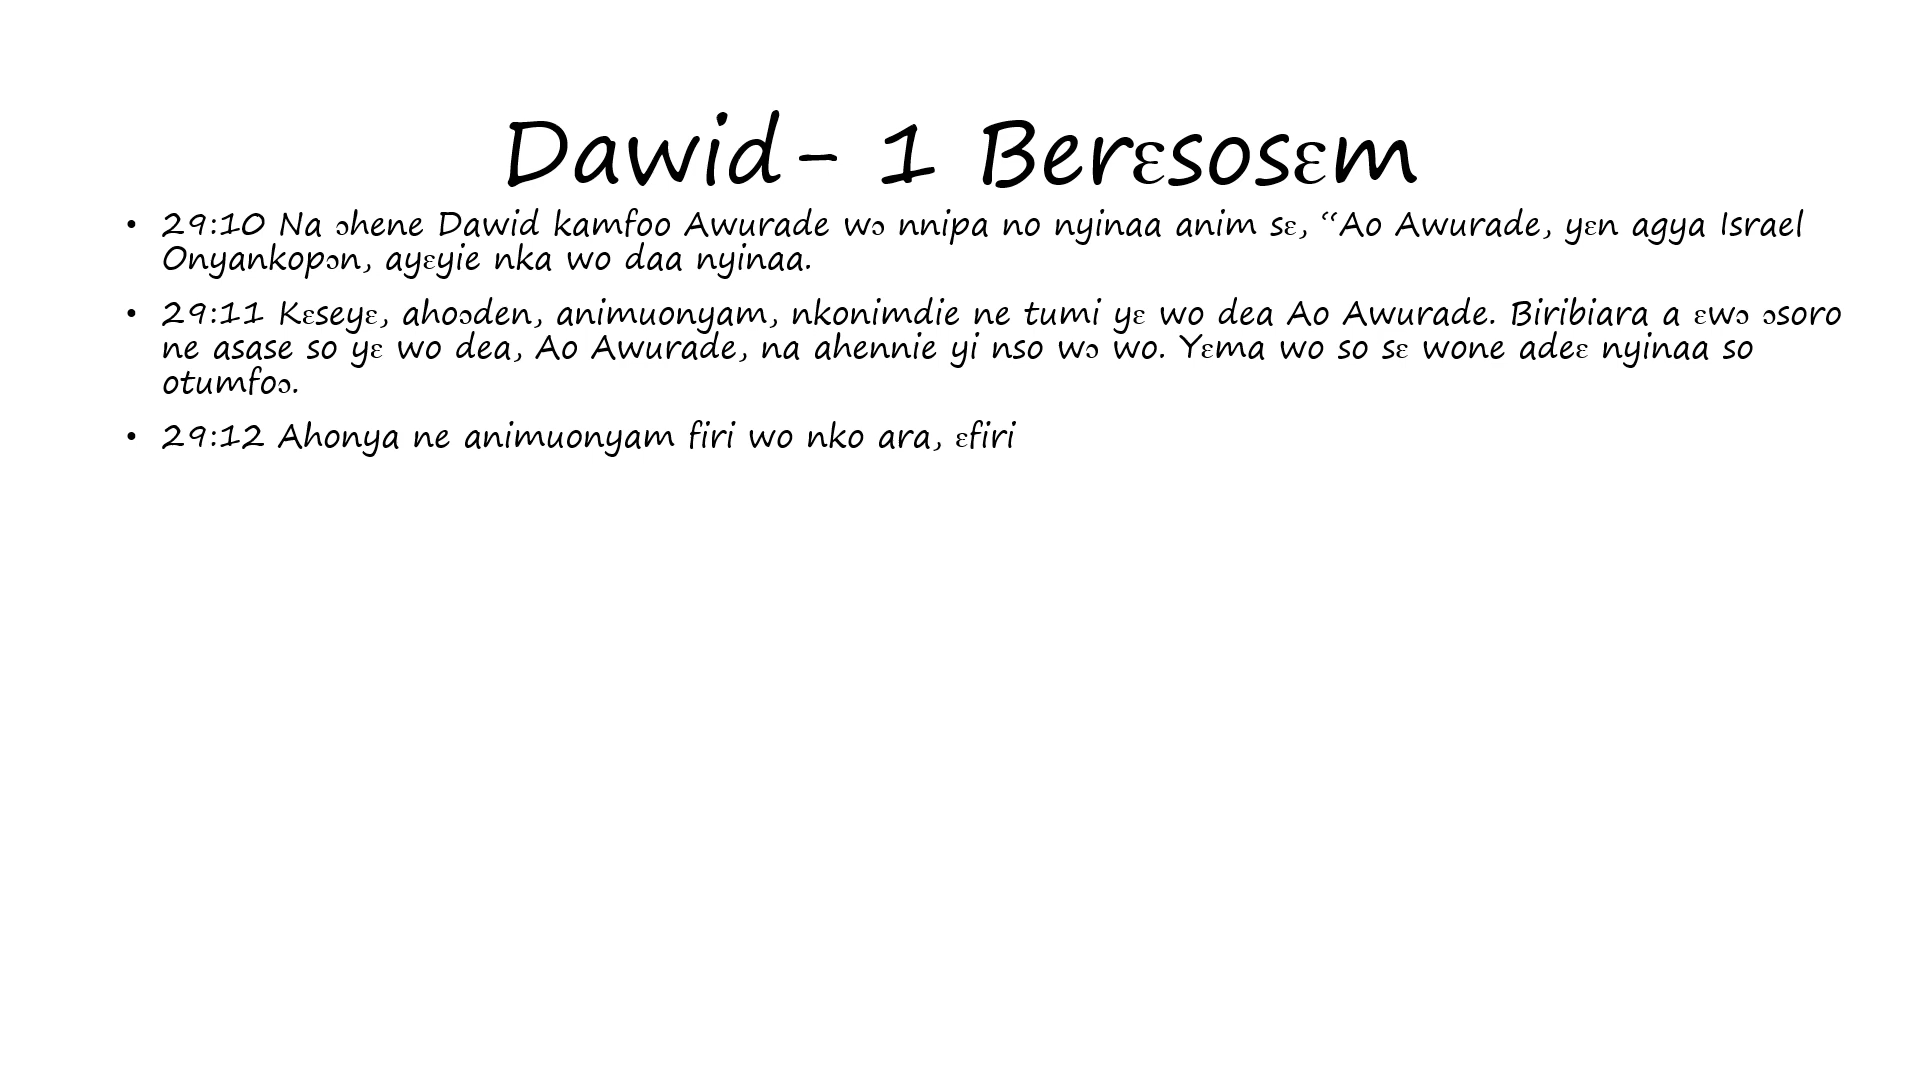 Dawid- 1 Berɛsosɛm
• 29:10 Na ɔhene Dawid kamfoo Awurade wɔ nnipa no nyinaa anim sɛ, “Ao Awurade, yɛn agya Israel
Onyankopɔn, ayɛyie nka wo daa nyinaa.
• 29:11 Kɛseyɛ, ahoɔden, animuonyam, nkonimdie ne tumi yɛ wo dea Ao Awurade. Biribiara a ɛwɔ ɔsoro
ne asase so yɛ wo dea, Ao Awurade, na ahennie yi nso wɔ wo. Yɛma wo so sɛ wone adeɛ nyinaa so
otumfoɔ.
• 29:12 Ahonya ne animuonyam firi wo nko ara, ɛfiri